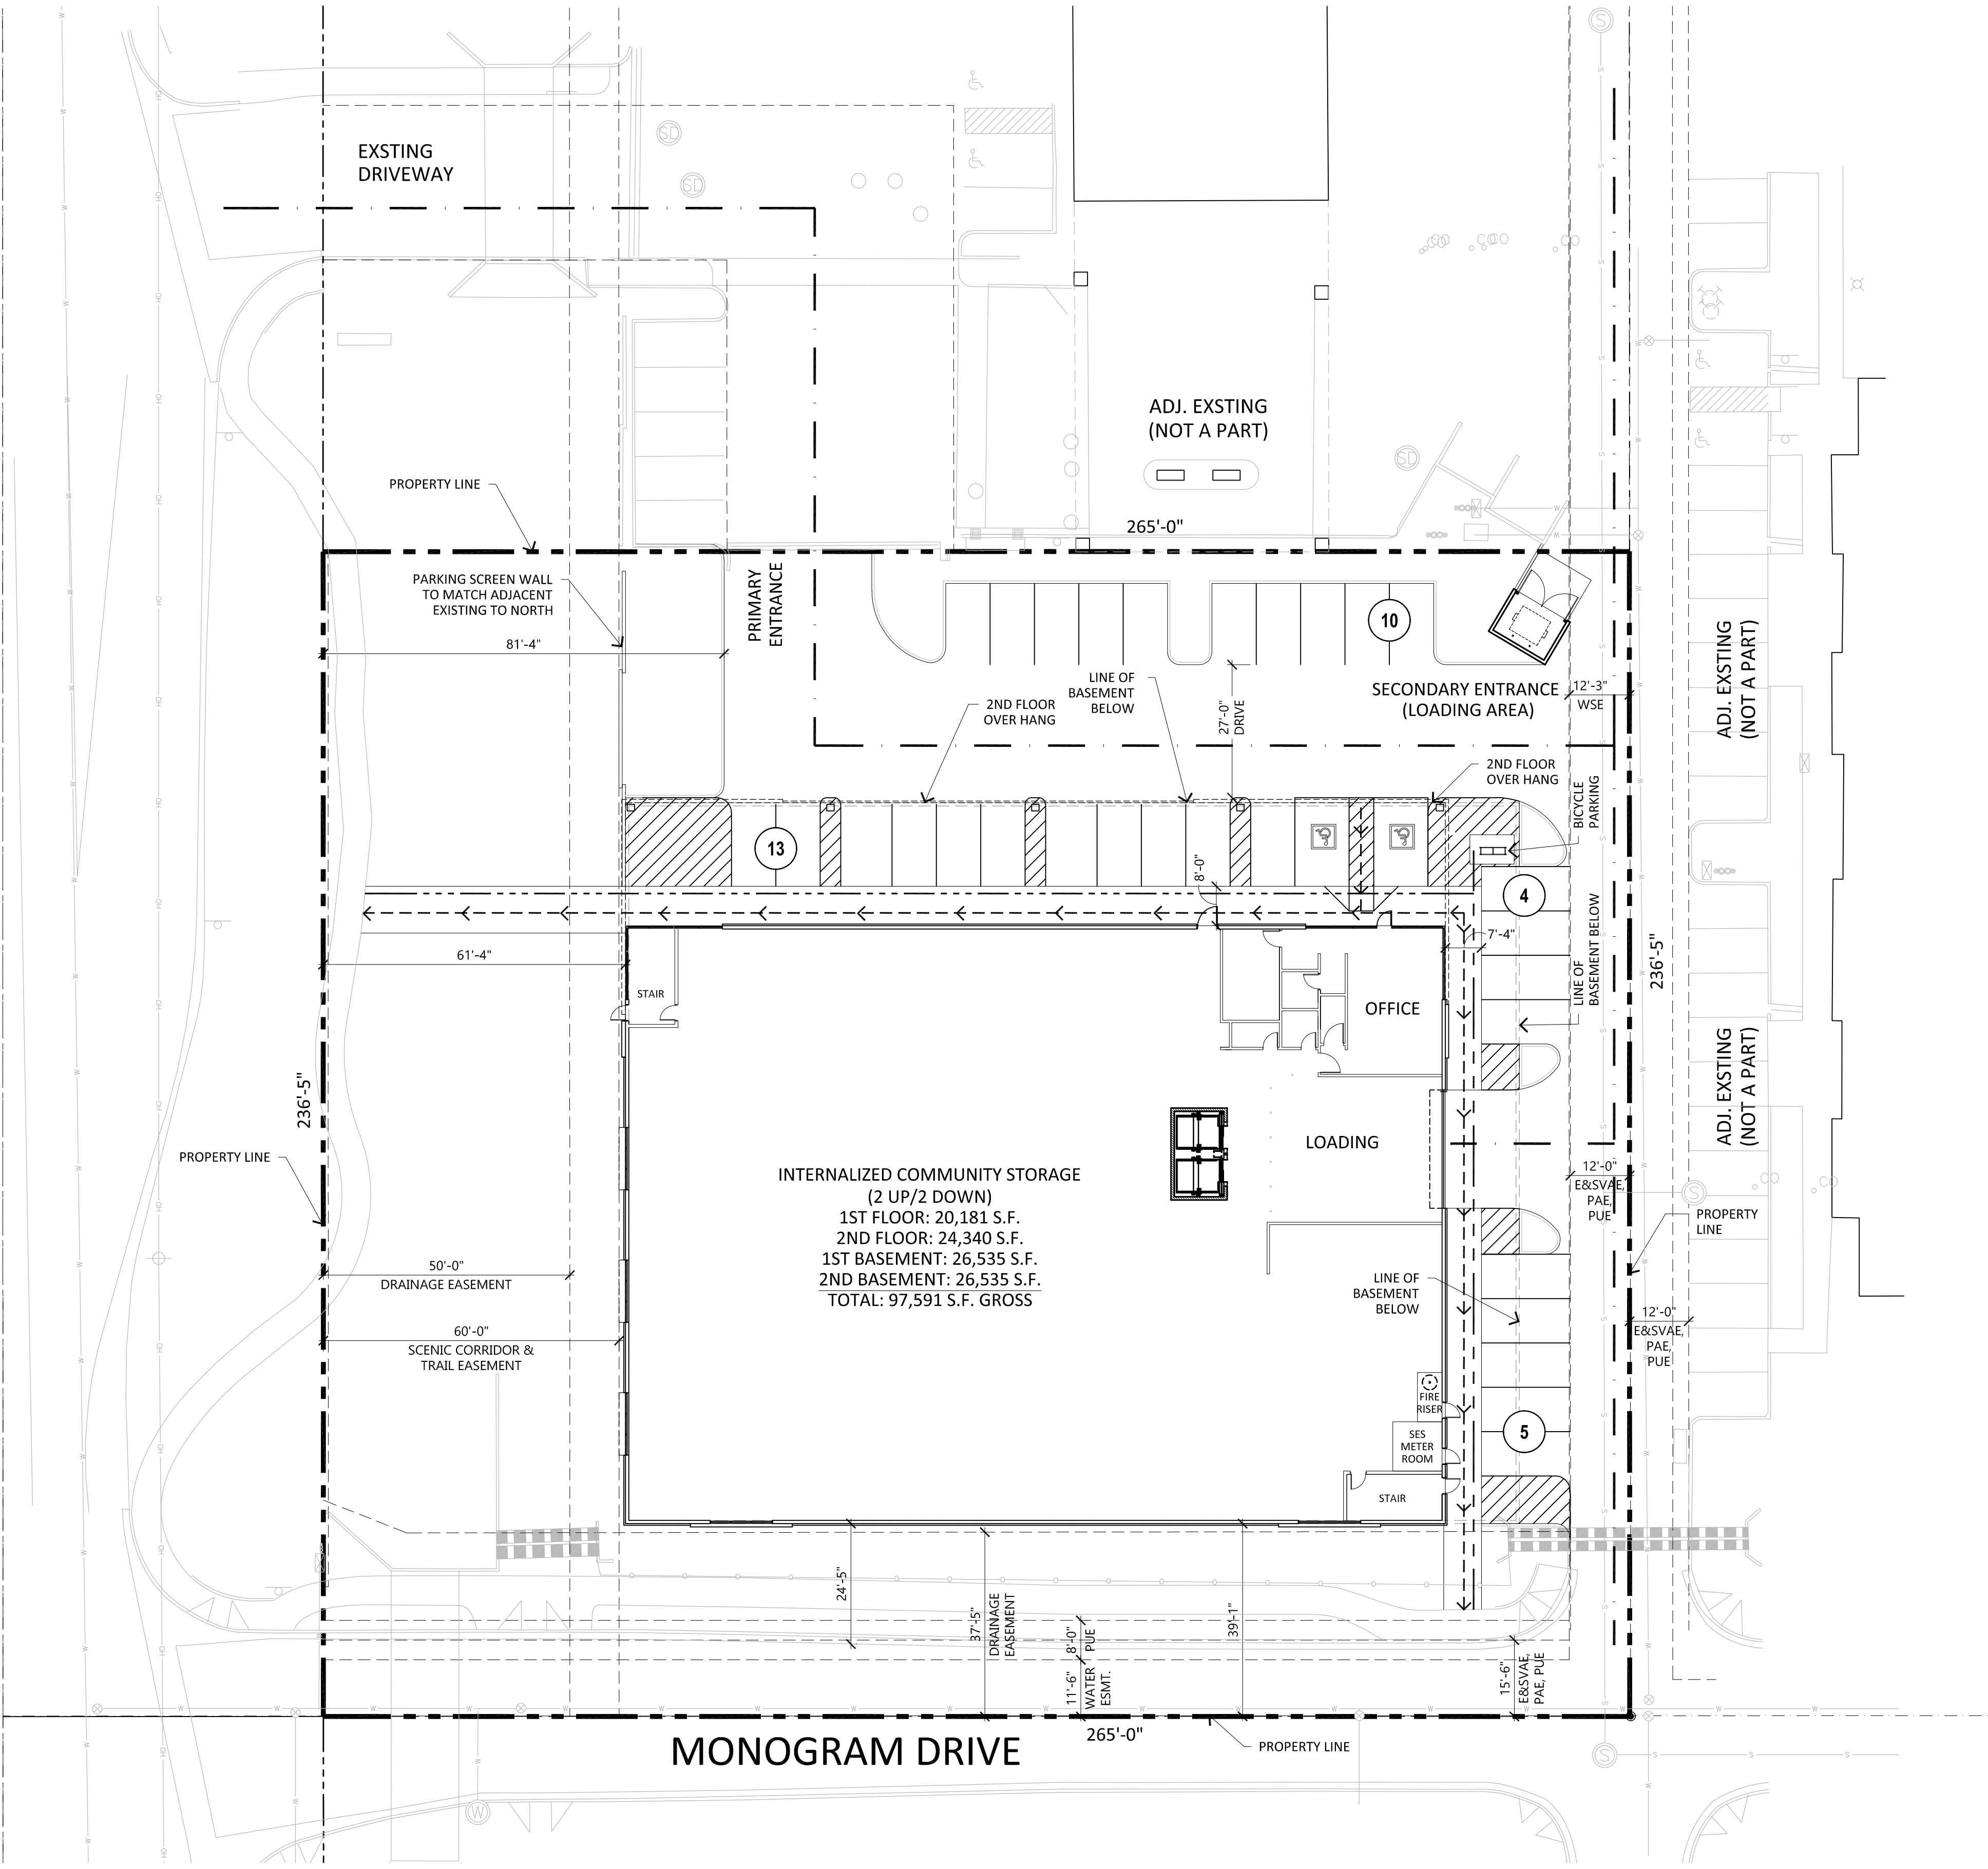 EXSTING
DRIVEWAY
ADJ. EXSTING
(NOT A PART)
PROPERTY LINE
265'-0"
PARKING SCREEN WALL
TO MATCH ADJACENT
EXISTING TO NORTH
81'-4"
PRIMARY
ENTRANCE
10
LINE OF
BASEMENT
BELOW
2ND FLOOR
OVER HANG
27'-0"
DRIVE
SECONDARY ENTRANCE
(LOADING AREA)
12'-3"
WSE
ADJ. EXSTING
(NOT A PART)
2ND FLOOR
OVER HANG
BICYCLE
PARKING
13
8'-0"
4
LINE OF
BASEMENT BELOW
7'-4"
236'-5"
61'-4"
STAIR
OFFICE
236'-5"
ADJ. EXSTING
(NOT A PART)
LOADING
PROPERTY LINE
INTERNALIZED COMMUNITY STORAGE
(2 UP/2 DOWN)
1ST FLOOR: 20,181 S.F.
2ND FLOOR: 24,340 S.F.
1ST BASEMENT: 26,535 S.F.
2ND BASEMENT: 26,535 S.F.
TOTAL: 97,591 S.F. GROSS
12'-0"
E&SVAE,
PAE,
PUE
PROPERTY
LINE
50'-0"
DRAINAGE EASEMENT
LINE OF
BASEMENT
BELOW
12'-0"
E&SVAE,
PAE,
PUE
60'-0"
SCENIC CORRIDOR &
TRAIL EASEMENT
FIRE
RISER
SES
METER
ROOM
5
STAIR
24'-5"
37'-5"
DRAINAGE
EASEMENT
8'-0"
PUE
11'-6"
WATER
ESMT.
39'-1"
15'-6"
E&SVAE,
PAE, PUE
265'-0"
MONOGRAM DRIVE
PROPERTY LINE